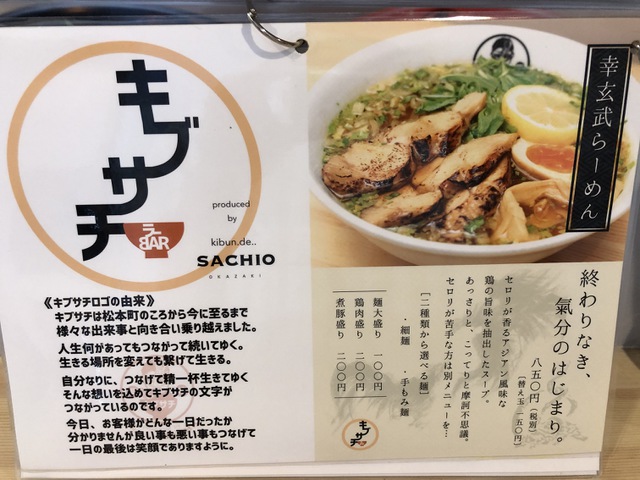 キブサチ
ラー
BAR
produced
by
kibun.de..
SACHIO
OKAZAKI
《キブサチロゴの由来》
キブサチは松本町のころから今に至るまで
様々な出来事と向き合い乗り越えました。
人生何があってもつながって続いてゆく。
生きる場所を変えても繋げて生きる。
自分なりに、つなげて精一杯生きてゆく
そんな想いを込めてキブサチの文字が
つながっているのです。
今日、お客様がどんな一日だったか
分かりませんが良い事も悪い事もつなげて
一日の最後は笑顔でありますように。
幸玄武らーめん
終わりなき、
氣分のはじまり。
八五〇円(税別)
[替え玉 一五〇円]
セロリが香るアジアン風味な
鶏の旨味を抽出したスープ。
あっさりと、こってりと摩訶不思議。
セロリが苦手な方は別メニューを…
[二種類から選べる麺]
・細麺 ・手もみ麺
麺大盛り 一〇〇円
鶏肉盛り 二〇〇円
煮豚盛り 二〇〇円
キブサチ